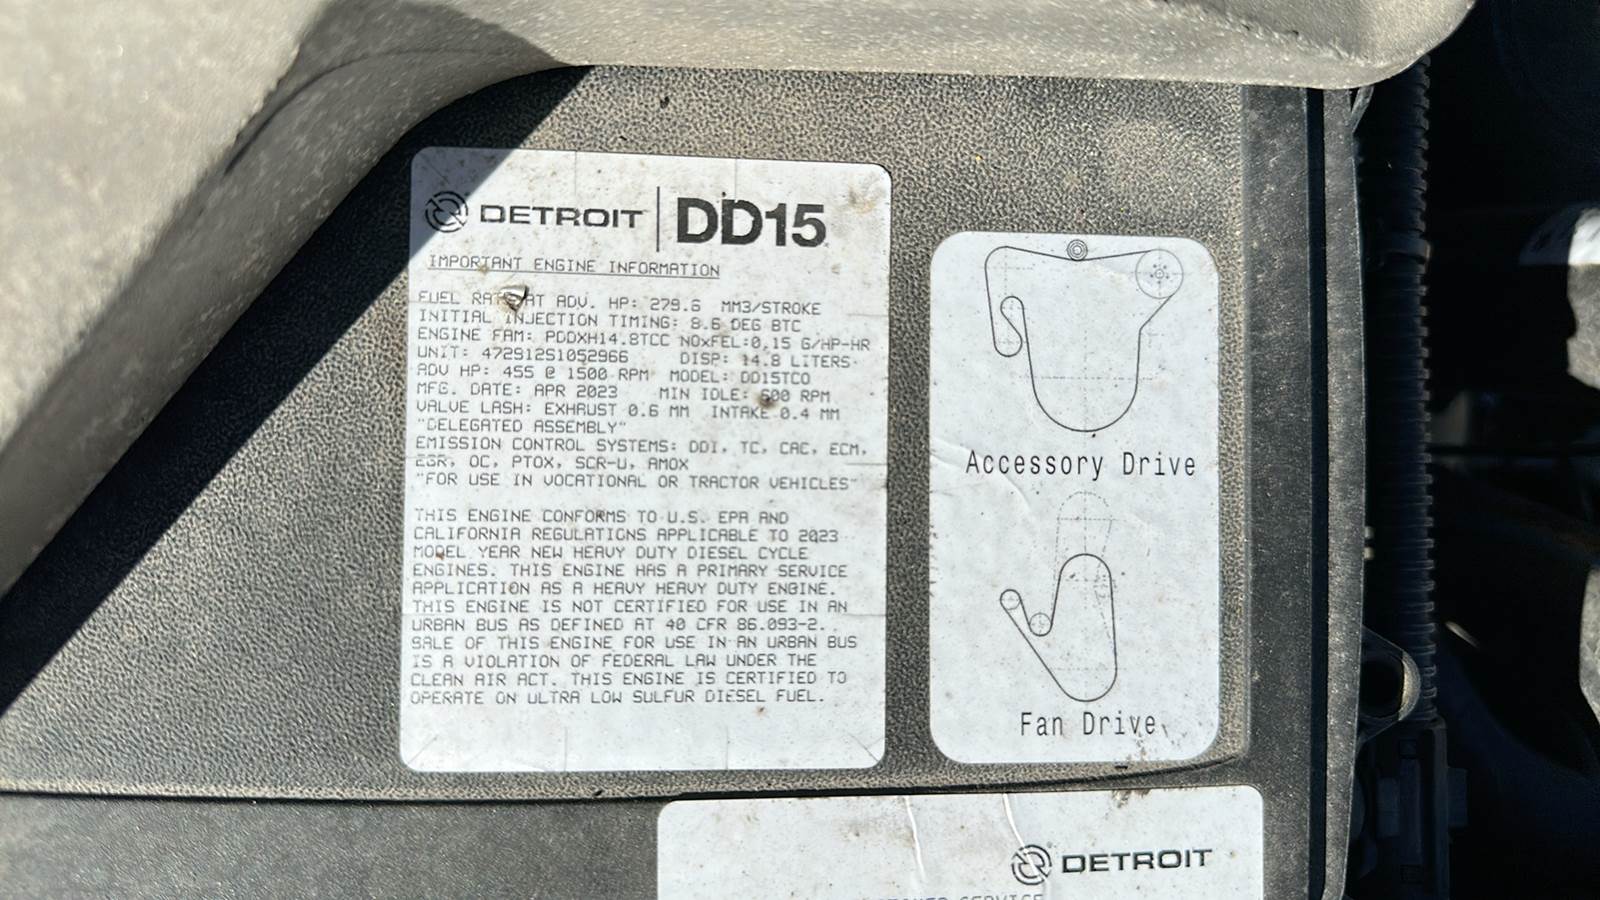 DETROIT DD15
IMPORTANT ENGINE INFORMATION
FUEL AT ADV. HP: 279.6 MM3/STROKE
INITIAL INJECTION TIMING: 8.6 DEG BTC
ENGINE FAM: PDDXH14.8TCC NOxFEL:0.15 G/HP-HR
UNIT: 472912S1052966 DISP: 14.8 LITERS
ADV HP: 455 @ 1500 RPM MODEL: DD15TCO
MFG. DATE: APR 2023 MIN IDLE: 600 RPM
VALVE LASH: EXHAUST 0.6 MM INTAKE 0.4 MM
"DELEGATED ASSEMBLY"
EMISSION CONTROL SYSTEMS: DDI, TC, CAC, ECM,
EGR, OC, PTOX, SCR-U, AMOX
"FOR USE IN VOCATIONAL OR TRACTOR VEHICLES"
THIS ENGINE CONFORMS TO U.S. EPA AND
CALIFORNIA REGULATIONS APPLICABLE TO 2023
MODEL YEAR NEW HEAVY DUTY DIESEL CYCLE
ENGINES. THIS ENGINE HAS A PRIMARY SERVICE
APPLICATION AS A HEAVY HEAVY DUTY ENGINE.
THIS ENGINE IS NOT CERTIFIED FOR USE IN AN
URBAN BUS AS DEFINED AT 40 CFR 86.093-2.
SALE OF THIS ENGINE FOR USE IN AN URBAN BUS
IS A VIOLATION OF FEDERAL LAW UNDER THE
CLEAN AIR ACT. THIS ENGINE IS CERTIFIED TO
OPERATE ON ULTRA LOW SULFUR DIESEL FUEL.
Accessory Drive
Fan Drive
DETROIT